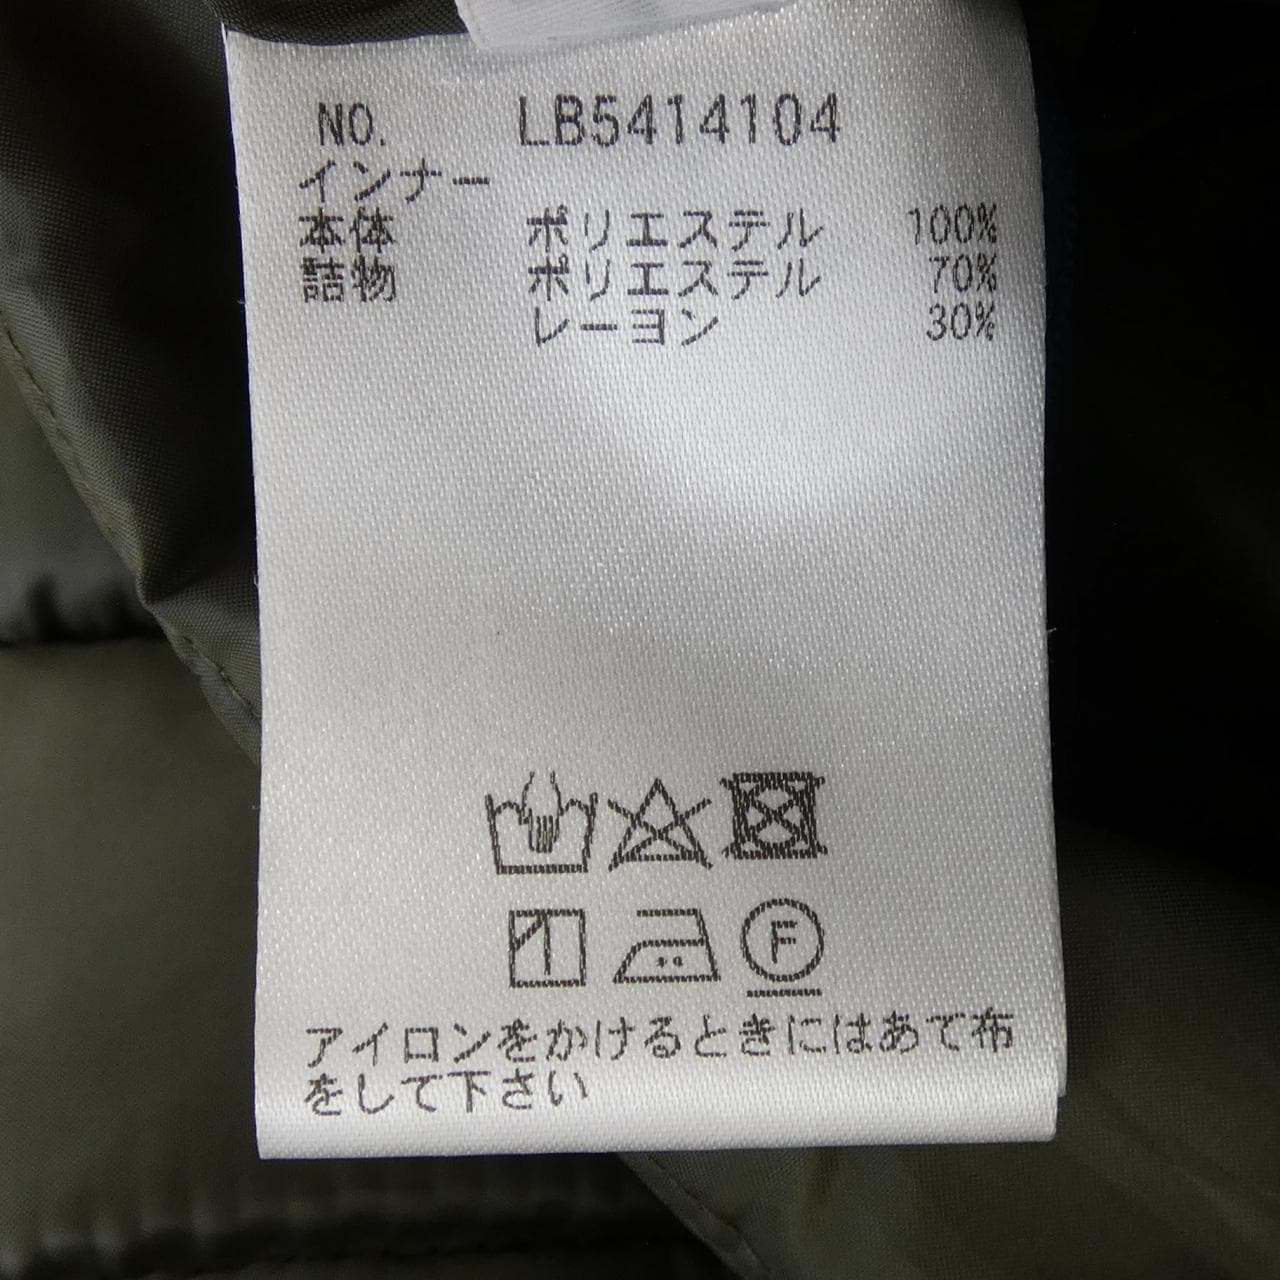 NO. LB5414104
インナー
本体 ポリエステル 100%
詰物 ポリエステル 70%
レーヨン 30%
F
アイロンをかけるときにはあて布
をして下さい